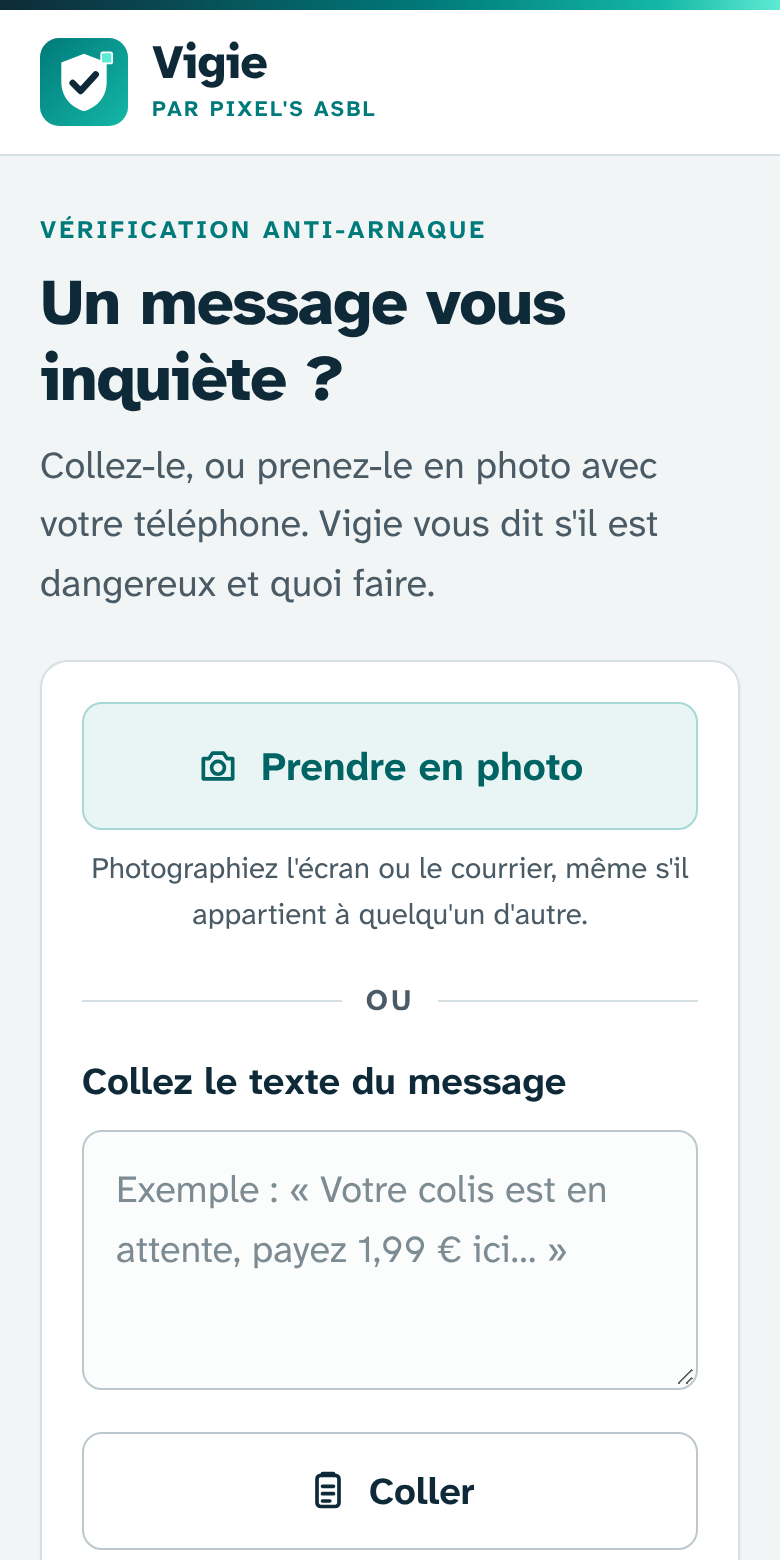 Vigie
PAR PIXEL'S ASBL
VÉRIFICATION ANTI-ARNAQUE
Un message vous
inquiète ?
Collez-le, ou prenez-le en photo avec
votre téléphone. Vigie vous dit s'il est
dangereux et quoi faire.
Prendre en photo
Photographiez l'écran ou le courrier, même s'il
appartient à quelqu'un d'autre.
OU
Collez le texte du message
Exemple : « Votre colis est en
attente, payez 1,99 € ici... »
Coller